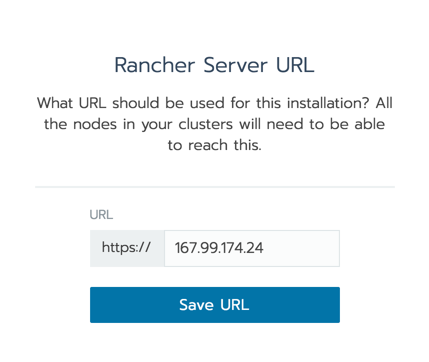 Rancher Server URL
What URL should be used for this installation? All
the nodes in your clusters will need to be able
to reach this.
URL
https:// 167.99.174.24
Save URL